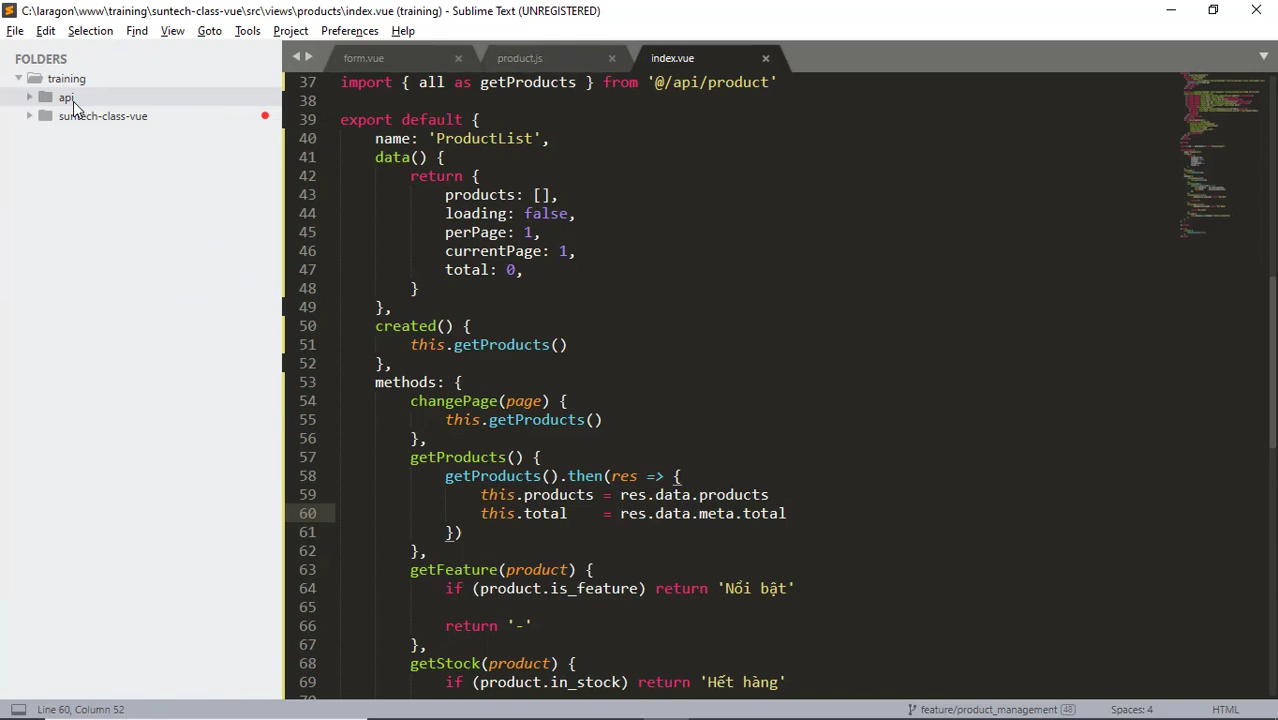 C:\laragon\www\training\suntech-class-vue\src\views\products\index.vue (training) - Sublime Text (UNREGISTERED)
File Edit Selection Find View Goto Tools Project Preferences Help
FOLDERS
training
api
suntech-class-vue
form.vue
product.js
index.vue
37 import { all as getProducts } from '@/api/product'
38
39 export default {
40     name: 'ProductList',
41     data() {
42         return {
43             products: [],
44             loading: false,
45             perPage: 1,
46             currentPage: 1,
47             total: 0,
48         }
49     },
50     created() {
51         this.getProducts()
52     },
53     methods: {
54         changePage(page) {
55             this.getProducts()
56         },
57         getProducts() {
58             getProducts().then(res => {
59                 this.products = res.data.products
60                 this.total    = res.data.meta.total
61             })
62         },
63         getFeature(product) {
64             if (product.is_feature) return 'Nổi bật'
65
66             return '-'
67         },
68         getStock(product) {
69             if (product.in_stock) return 'Hết hàng'
Line 60, Column 52
feature/product_management 48
Spaces: 4
HTML